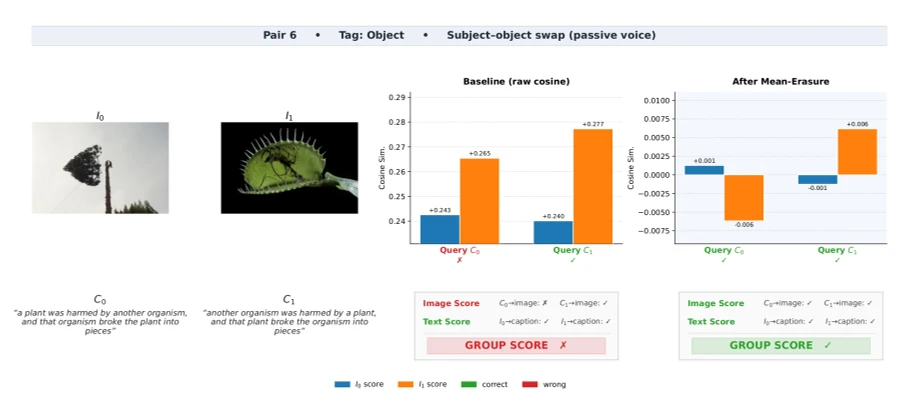 Pair 6 • Tag: Object • Subject–object swap (passive voice)
I₀
I₁
C₀
"a plant was harmed by another organism,
and that organism broke the plant into
pieces"
C₁
"another organism was harmed by a plant,
and that plant broke the organism into
pieces"
Baseline (raw cosine)
Cosine Sim.
0.29
0.28
0.27
0.26
0.25
0.24
+0.243
+0.265
+0.240
+0.277
Query C₀
✗
Query C₁
✓
Image Score C₀→image: ✗ C₁→image: ✓
Text Score I₀→caption: ✓ I₁→caption: ✓
GROUP SCORE ✗
After Mean-Erasure
Cosine Sim.
0.0100
0.0075
0.0050
0.0025
0.0000
−0.0025
−0.0050
−0.0075
+0.001
-0.006
-0.001
+0.006
Query C₀
✓
Query C₁
✓
Image Score C₀→image: ✓ C₁→image: ✓
Text Score I₀→caption: ✓ I₁→caption: ✓
GROUP SCORE ✓
I₀ score I₁ score correct wrong